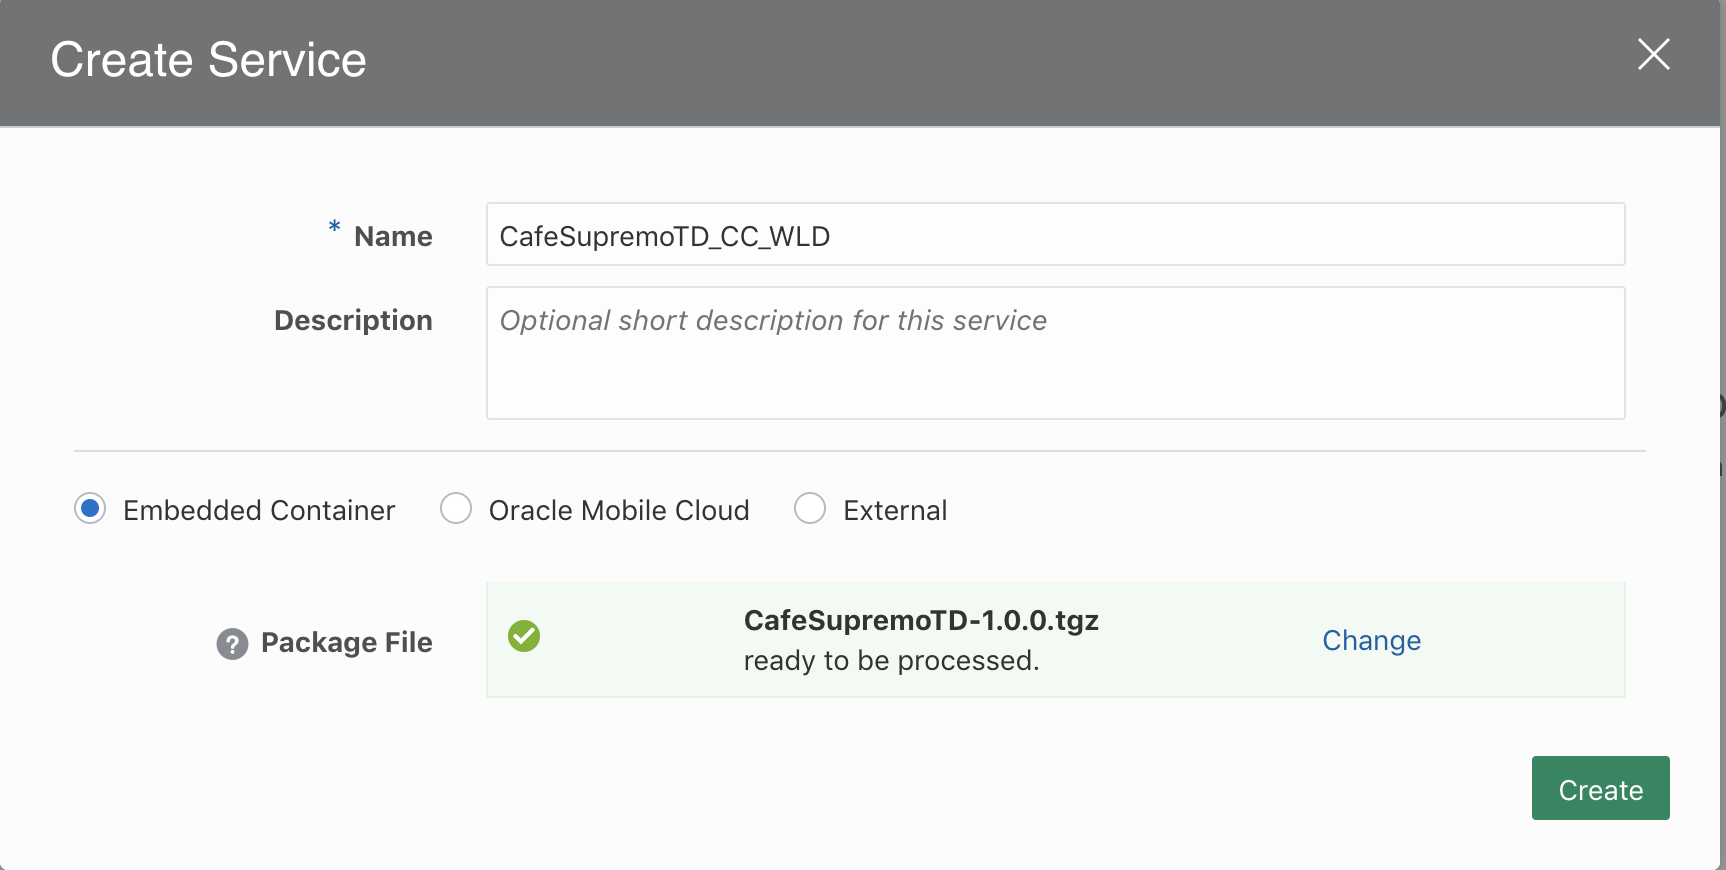 Create Service
* Name
CafeSupremoTD_CC_WLD
Description
Optional short description for this service
Embedded Container
Oracle Mobile Cloud
External
? Package File
CafeSupremoTD-1.0.0.tgz
ready to be processed.
Change
Create